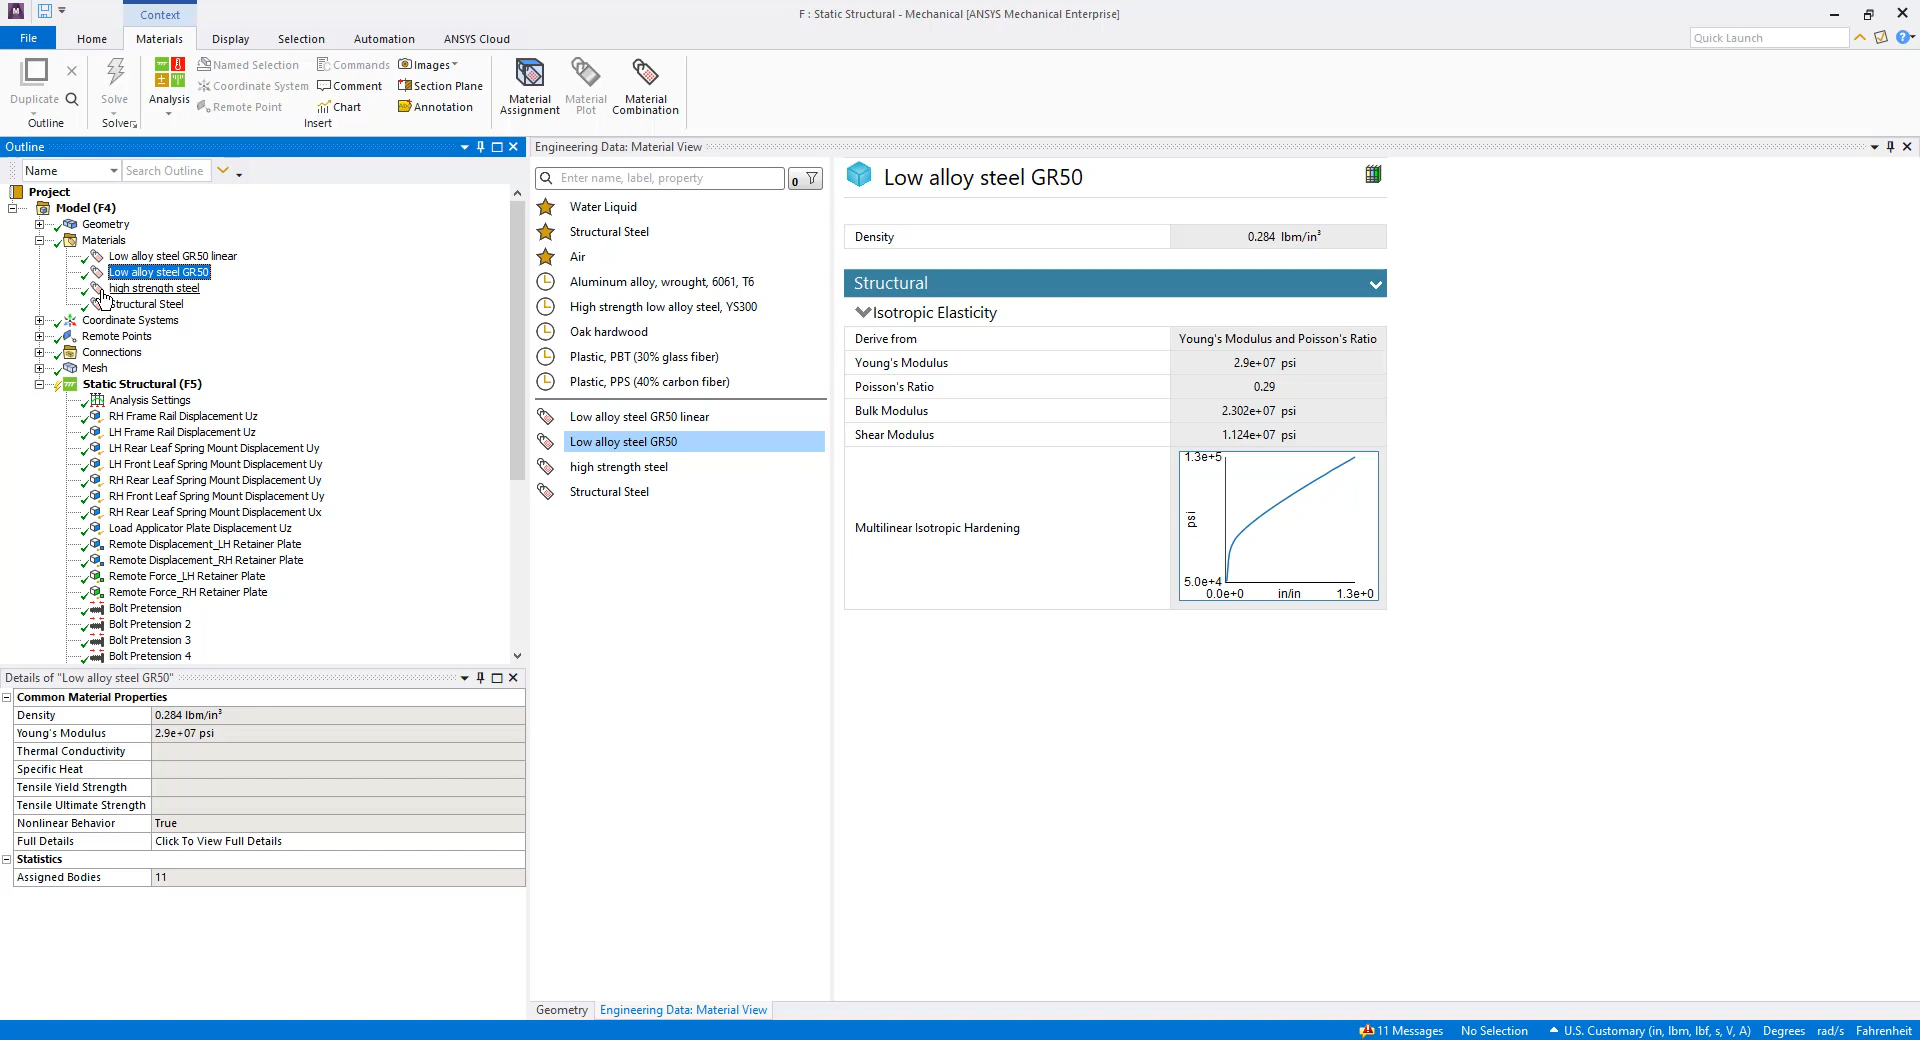 Context
F : Static Structural - Mechanical [ANSYS Mechanical Enterprise]
File Home Materials Display Selection Automation ANSYS Cloud
Quick Launch
Duplicate
Outline
Solve
Solver
Analysis
Named Selection Commands Images
Coordinate System Comment Section Plane
Remote Point Chart Annotation
Insert
Material Assignment
Material Plot
Material Combination
Outline
Name Search Outline
Project
Model (F4)
Geometry
Materials
Low alloy steel GR50 linear
Low alloy steel GR50
high strength steel
Structural Steel
Coordinate Systems
Remote Points
Connections
Mesh
Static Structural (F5)
Analysis Settings
RH Frame Rail Displacement Uz
LH Frame Rail Displacement Uz
LH Rear Leaf Spring Mount Displacement Uy
LH Front Leaf Spring Mount Displacement Uy
RH Rear Leaf Spring Mount Displacement Uy
RH Front Leaf Spring Mount Displacement Uy
RH Rear Leaf Spring Mount Displacement Ux
Load Applicator Plate Displacement Uz
Remote Displacement_LH Retainer Plate
Remote Displacement_RH Retainer Plate
Remote Force_LH Retainer Plate
Remote Force_RH Retainer Plate
Bolt Pretension
Bolt Pretension 2
Bolt Pretension 3
Bolt Pretension 4
Details of "Low alloy steel GR50"
Common Material Properties
Density 0.284 lbm/in³
Young's Modulus 2.9e+07 psi
Thermal Conductivity
Specific Heat
Tensile Yield Strength
Tensile Ultimate Strength
Nonlinear Behavior True
Full Details Click To View Full Details
Statistics
Assigned Bodies 11
Engineering Data: Material View
Enter name, label, property 0
Water Liquid
Structural Steel
Air
Aluminum alloy, wrought, 6061, T6
High strength low alloy steel, YS300
Oak hardwood
Plastic, PBT (30% glass fiber)
Plastic, PPS (40% carbon fiber)
Low alloy steel GR50 linear
Low alloy steel GR50
high strength steel
Structural Steel
Low alloy steel GR50
Density 0.284 lbm/in³
Structural
Isotropic Elasticity
Derive from Young's Modulus and Poisson's Ratio
Young's Modulus 2.9e+07 psi
Poisson's Ratio 0.29
Bulk Modulus 2.302e+07 psi
Shear Modulus 1.124e+07 psi
Multilinear Isotropic Hardening
1.3e+5
psi
5.0e+4
0.0e+0 in/in 1.3e+0
Geometry Engineering Data: Material View
11 Messages No Selection U.S. Customary (in, lbm, lbf, s, V, A) Degrees rad/s Fahrenheit